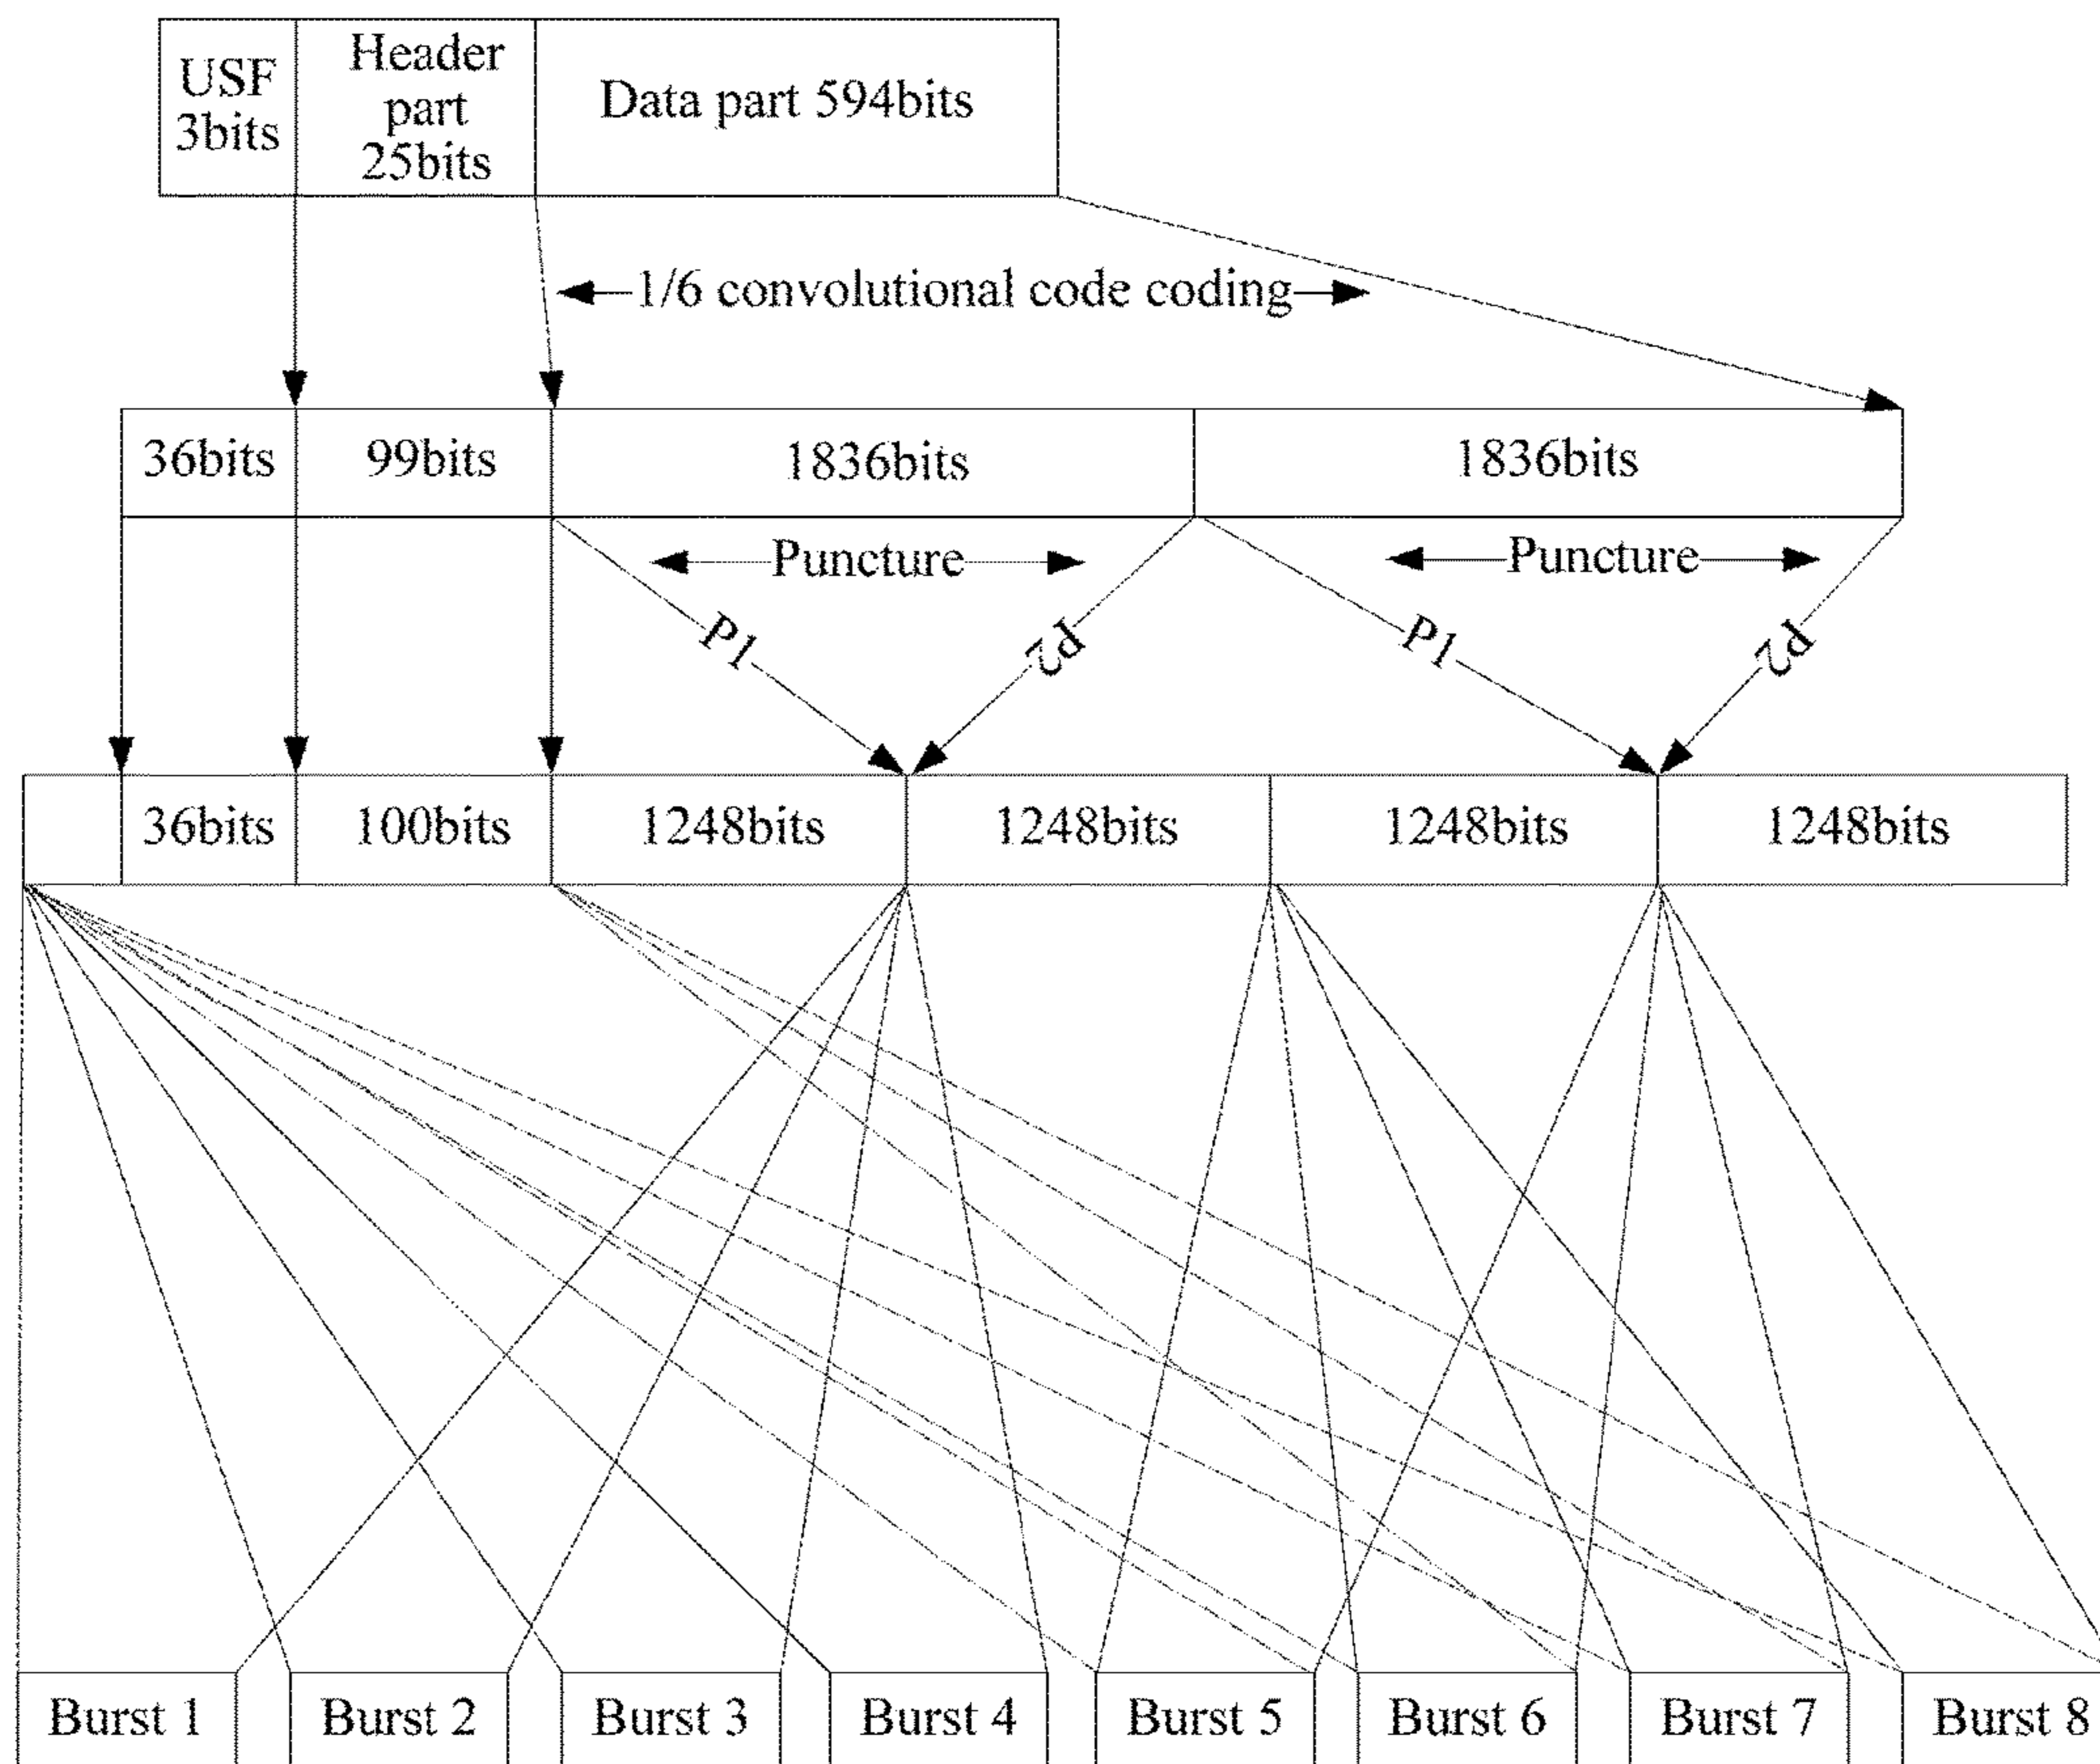 USF
3bits
Header
part
25bits
Data part 594bits
1/6 convolutional code coding
36bits
99bits
1836bits
1836bits
Puncture
Puncture
P1
P2
P1
P2
36bits
100bits
1248bits
1248bits
1248bits
1248bits
Burst 1
Burst 2
Burst 3
Burst 4
Burst 5
Burst 6
Burst 7
Burst 8